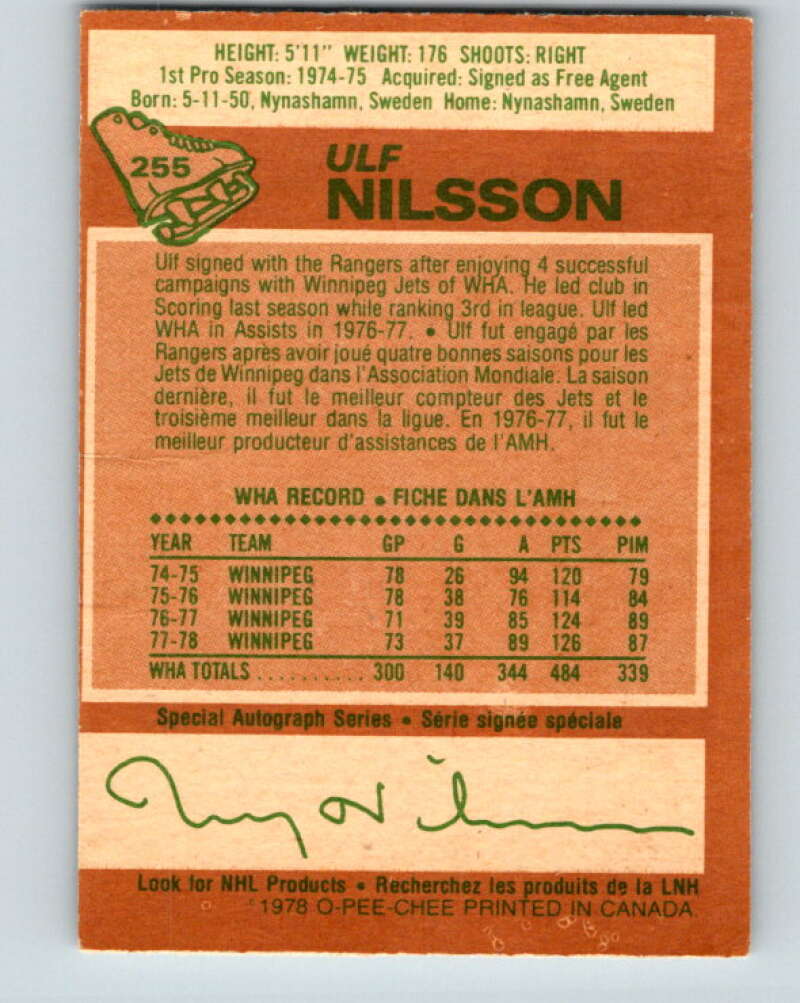 HEIGHT: 5'11" WEIGHT: 176 SHOOTS: RIGHT
1st Pro Season: 1974-75 Acquired: Signed as Free Agent
Born: 5-11-50, Nynashamn, Sweden Home: Nynashamn, Sweden
255
ULF
NILSSON
Ulf signed with the Rangers after enjoying 4 successful
campaigns with Winnipeg Jets of WHA. He led club in
Scoring last season while ranking 3rd in league. Ulf led
WHA in Assists in 1976-77. • Ulf fut engagé par les
Rangers après avoir joué quatre bonnes saisons pour les
Jets de Winnipeg dans l'Association Mondiale. La saison
dernière, il fut le meilleur compteur des Jets et le
troisième meilleur dans la ligue. En 1976-77, il fut le
meilleur producteur d'assistances de l'AMH.
WHA RECORD • FICHE DANS L'AMH
YEAR TEAM GP G A PTS PIM
74-75 WINNIPEG 78 26 94 120 79
75-76 WINNIPEG 78 38 76 114 84
76-77 WINNIPEG 71 39 85 124 89
77-78 WINNIPEG 73 37 89 126 87
WHA TOTALS .......... 300 140 344 484 339
Special Autograph Series • Série signée spéciale
Look for NHL Products • Recherchez les produits de la LNH
©1978 O-PEE-CHEE PRINTED IN CANADA.